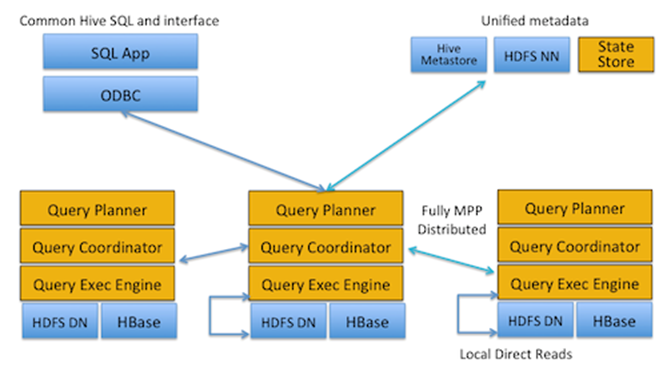 Common Hive SQL and interface
Unified metadata
SQL App
ODBC
Hive
Metastore
HDFS NN
State
Store
Query Planner
Query Coordinator
Query Exec Engine
HDFS DN
HBase
Query Planner
Query Coordinator
Query Exec Engine
HDFS DN
HBase
Fully MPP
Distributed
Query Planner
Query Coordinator
Query Exec Engine
HDFS DN
HBase
Local Direct Reads